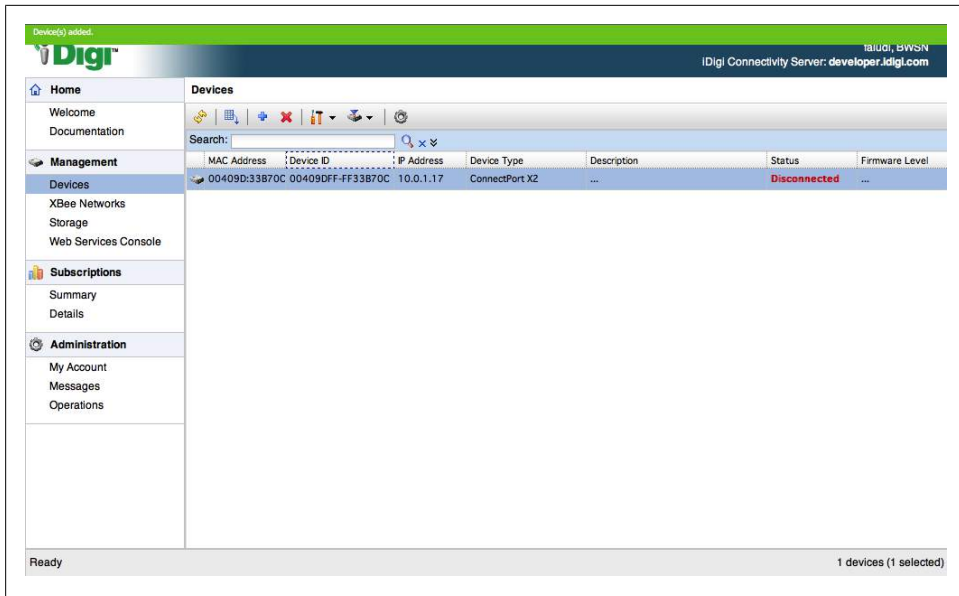 Device(s) added.
Digi™
faludi, BWSN
iDigi Connectivity Server: developer.idigi.com
Home
Welcome
Documentation
Management
Devices
XBee Networks
Storage
Web Services Console
Subscriptions
Summary
Details
Administration
My Account
Messages
Operations
Devices
Search:
MAC Address Device ID IP Address Device Type Description Status Firmware Level
00409D:33B70C 00409DFF-FF33B70C 10.0.1.17 ConnectPort X2 ... Disconnected ...
Ready
1 devices (1 selected)